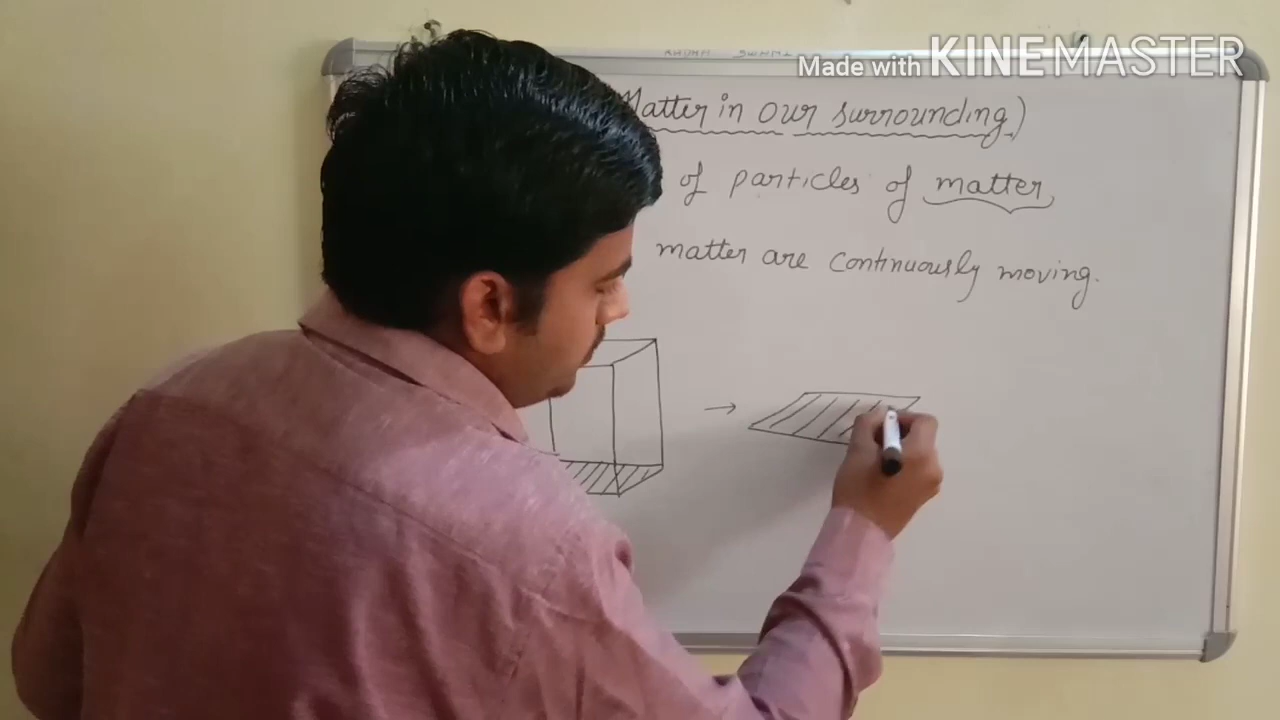 Made with KINEMASTER
Matter in our surrounding)
of particles of matter
matter are continuously moving.